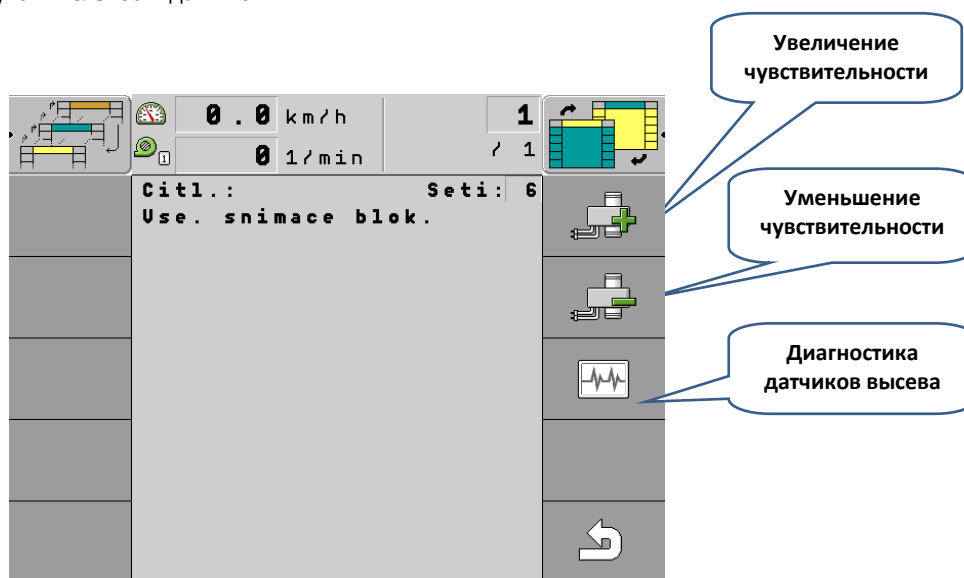 Увеличение
чувствительности
0.0 km/h 1
1 0 1/min / 1
Citl.: Seti: 6
Vse. snimace blok.
Уменьшение
чувствительности
Диагностика
датчиков высева